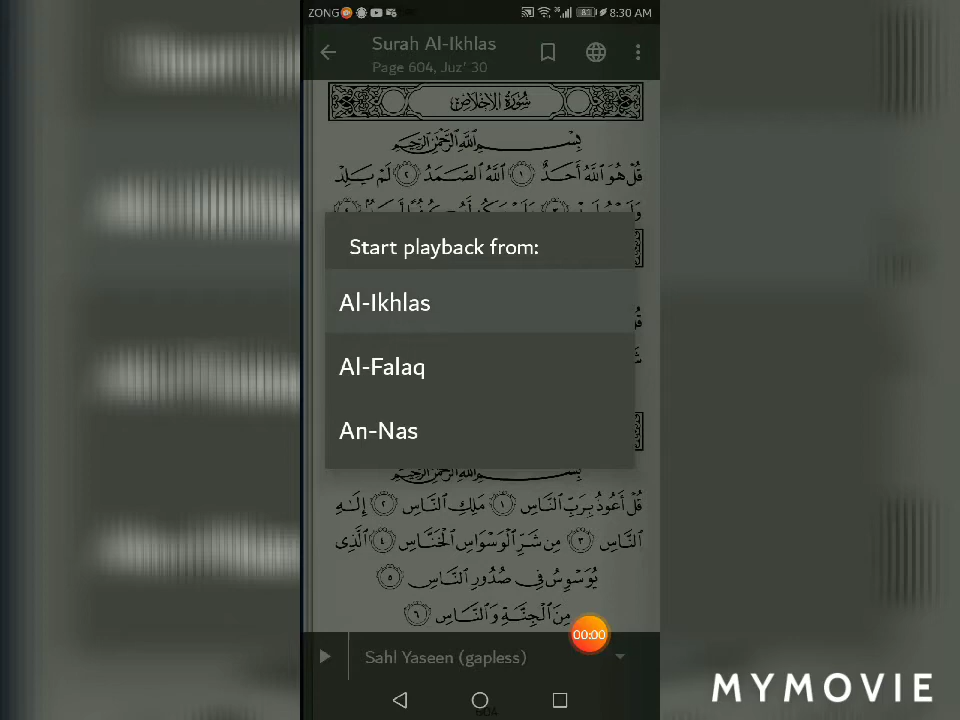 ZONG
8:30 AM
Surah Al-Ikhlas
Page 604, Juz' 30
سُورَةُ الإِخْلَاصِ
بِسْمِ اللَّهِ الرَّحْمَٰنِ الرَّحِيمِ
قُلْ هُوَ اللَّهُ أَحَدٌ ١ اللَّهُ الصَّمَدُ ٢ لَمْ يَلِدْ
Start playback from:
Al-Ikhlas
Al-Falaq
An-Nas
بِسْمِ اللَّهِ الرَّحْمَٰنِ الرَّحِيمِ
قُلْ أَعُوذُ بِرَبِّ النَّاسِ ١ مَلِكِ النَّاسِ ٢ إِلَٰهِ
النَّاسِ ٣ مِن شَرِّ الْوَسْوَاسِ الْخَنَّاسِ ٤ الَّذِي
يُوَسْوِسُ فِي صُدُورِ النَّاسِ ٥
مِنَ الْجِنَّةِ وَالنَّاسِ ٦
00:00
Sahl Yaseen (gapless)
604
MYMOVIE